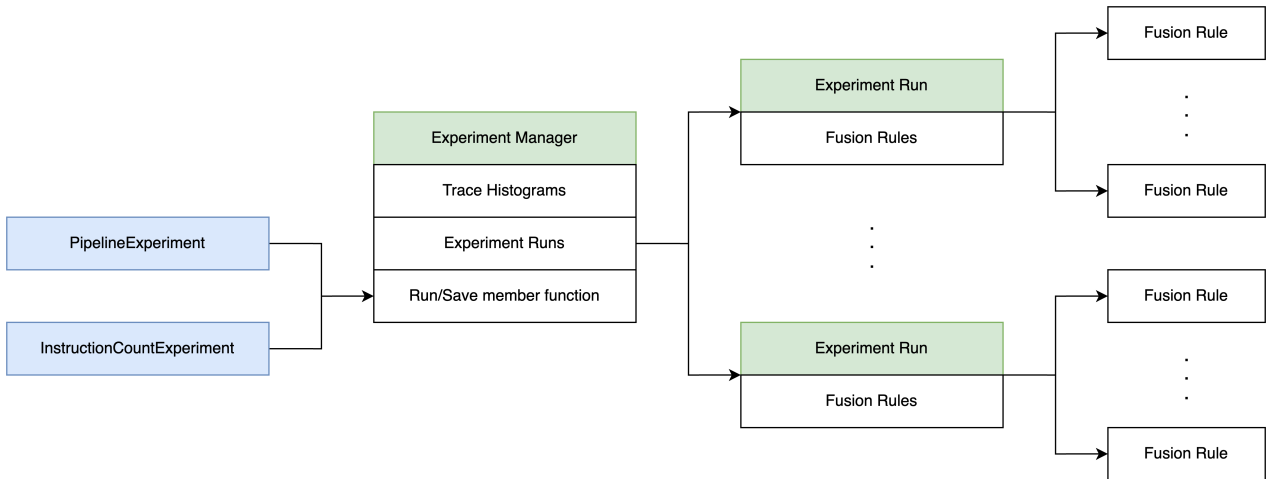 PipelineExperiment
InstructionCountExperiment
Experiment Manager
Trace Histograms
Experiment Runs
Run/Save member function
Experiment Run
Fusion Rules
Experiment Run
Fusion Rules
Fusion Rule
Fusion Rule
Fusion Rule
Fusion Rule